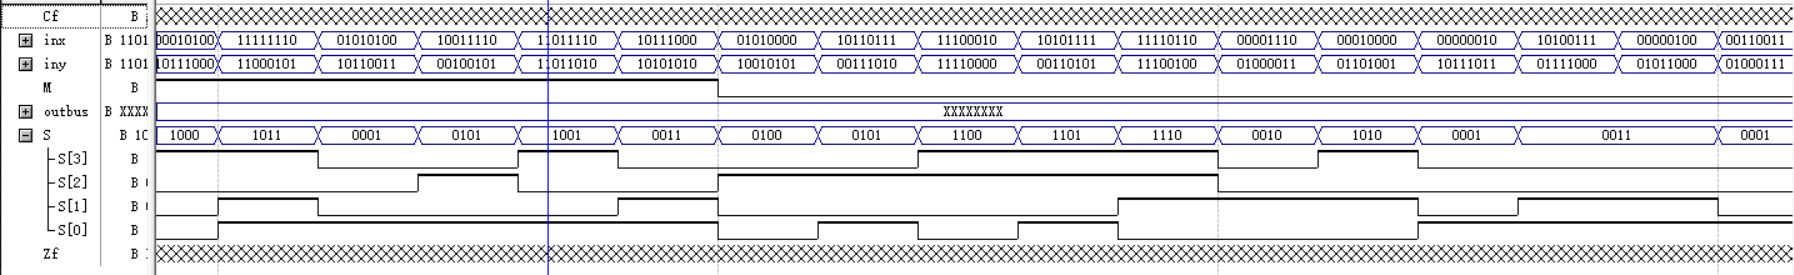 Cf B
inx B 1101 00010100 11111110 01010100 10011110 11011110 10111000 01010000 10110111 11100010 10101111 11110110 00001110 00010000 00000010 10100111 00000100 00110011
iny B 1101 10111000 11000101 10110011 00100101 11011010 10101010 10010101 00111010 11110000 00110101 11100100 01000011 01101001 10111011 01111000 01011000 01000111
M B
outbus B XXXX XXXXXXXX
S B 10 1000 1011 0001 0101 1001 0011 0100 0101 1100 1101 1110 0010 1010 0001 0011 0001
S[3] B
S[2] B
S[1] B
S[0] B
Zf B